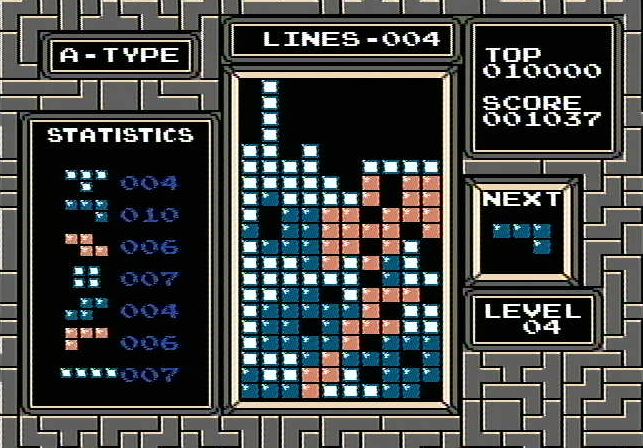 A-TYPE
LINES-004
TOP
010000
SCORE
001037
STATISTICS
004
010
006
007
004
006
007
NEXT
LEVEL
04